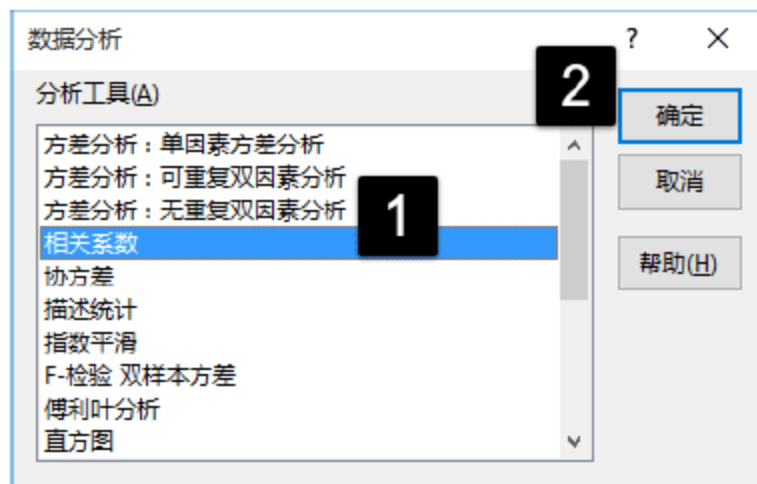 数据分析 ? ×
分析工具(A)
2
确定
方差分析：单因素方差分析
方差分析：可重复双因素分析
取消
方差分析：无重复双因素分析
1
相关系数
帮助(H)
协方差
描述统计
指数平滑
F-检验 双样本方差
傅利叶分析
直方图